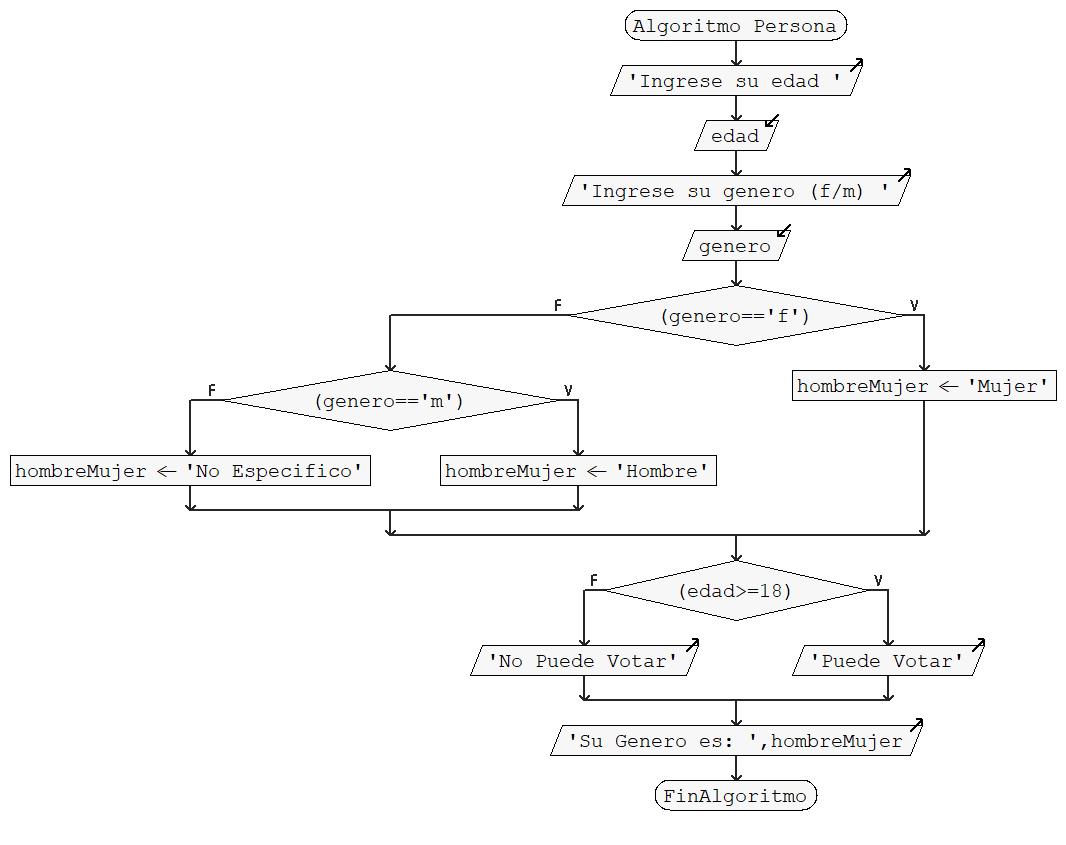 Algoritmo Persona
'Ingrese su edad '
edad
'Ingrese su genero (f/m) '
genero
F
V
(genero=='f')
hombreMujer ← 'Mujer'
F
V
(genero=='m')
hombreMujer ← 'No Especifico'
hombreMujer ← 'Hombre'
F
V
(edad>=18)
'No Puede Votar'
'Puede Votar'
'Su Genero es: ',hombreMujer
FinAlgoritmo